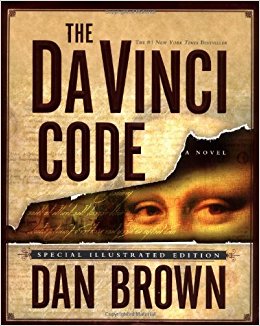 THE
THE #1 NEW YORK TIMES BESTSELLER
DA VINCI
CODE
A NOVEL
SPECIAL ILLUSTRATED EDITION
DAN BROWN